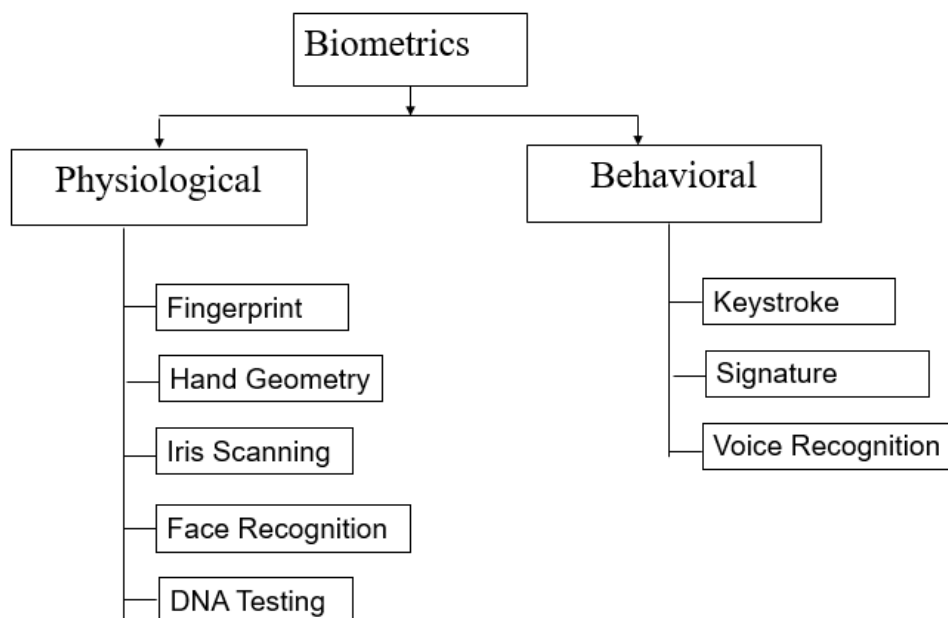 Biometrics
Physiological
Behavioral
Fingerprint
Hand Geometry
Iris Scanning
Face Recognition
DNA Testing
Keystroke
Signature
Voice Recognition